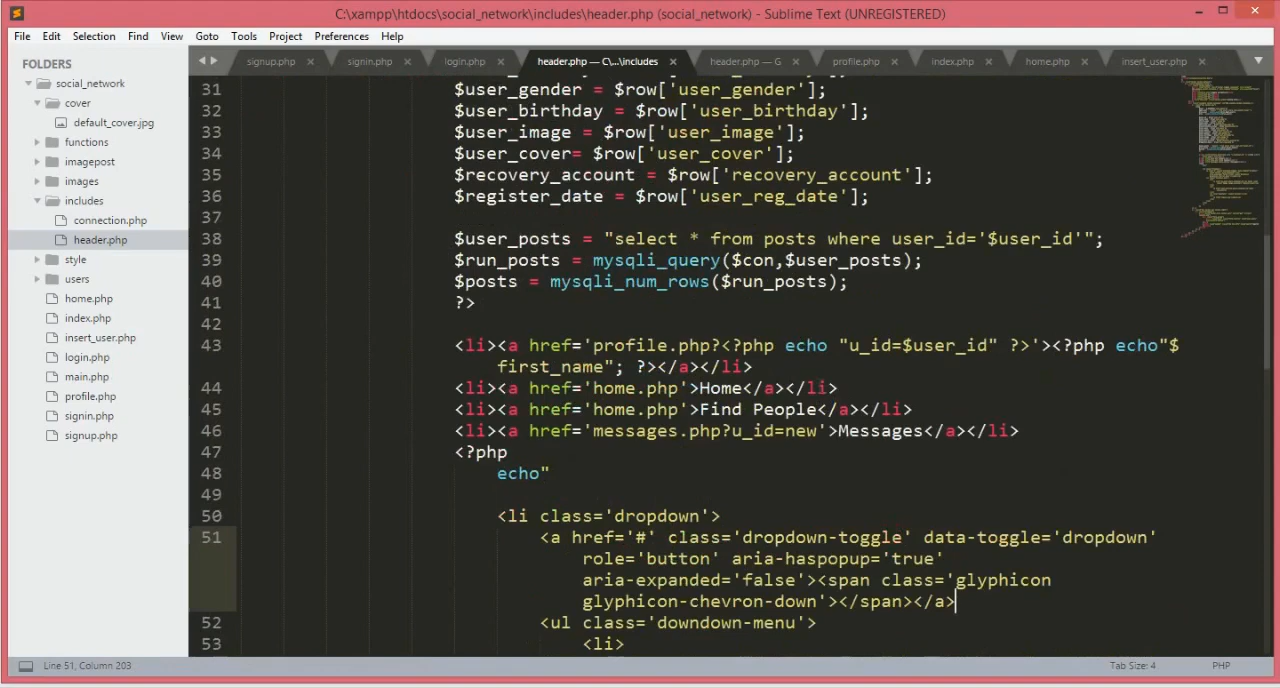 C:\xampp\htdocs\social_network\includes\header.php (social_network) - Sublime Text (UNREGISTERED)
File Edit Selection Find View Goto Tools Project Preferences Help
FOLDERS
social_network
cover
default_cover.jpg
functions
imagepost
images
includes
connection.php
header.php
style
users
home.php
index.php
insert_user.php
login.php
main.php
profile.php
signin.php
signup.php
signup.php signin.php login.php header.php — C\...\includes header.php — G profile.php index.php home.php insert_user.php
31 $user_gender = $row['user_gender'];
32 $user_birthday = $row['user_birthday'];
33 $user_image = $row['user_image'];
34 $user_cover= $row['user_cover'];
35 $recovery_account = $row['recovery_account'];
36 $register_date = $row['user_reg_date'];
37
38 $user_posts = "select * from posts where user_id='$user_id'";
39 $run_posts = mysqli_query($con,$user_posts);
40 $posts = mysqli_num_rows($run_posts);
41 ?>
42
43 <li><a href='profile.php?<?php echo "u_id=$user_id" ?>'><?php echo"$
first_name"; ?></a></li>
44 <li><a href='home.php'>Home</a></li>
45 <li><a href='home.php'>Find People</a></li>
46 <li><a href='messages.php?u_id=new'>Messages</a></li>
47 <?php
48 echo"
49
50 <li class='dropdown'>
51 <a href='#' class='dropdown-toggle' data-toggle='dropdown'
role='button' aria-haspopup='true'
aria-expanded='false'><span class='glyphicon
glyphicon-chevron-down'></span></a>
52 <ul class='downdown-menu'>
53 <li>
Line 51, Column 203 Tab Size: 4 PHP